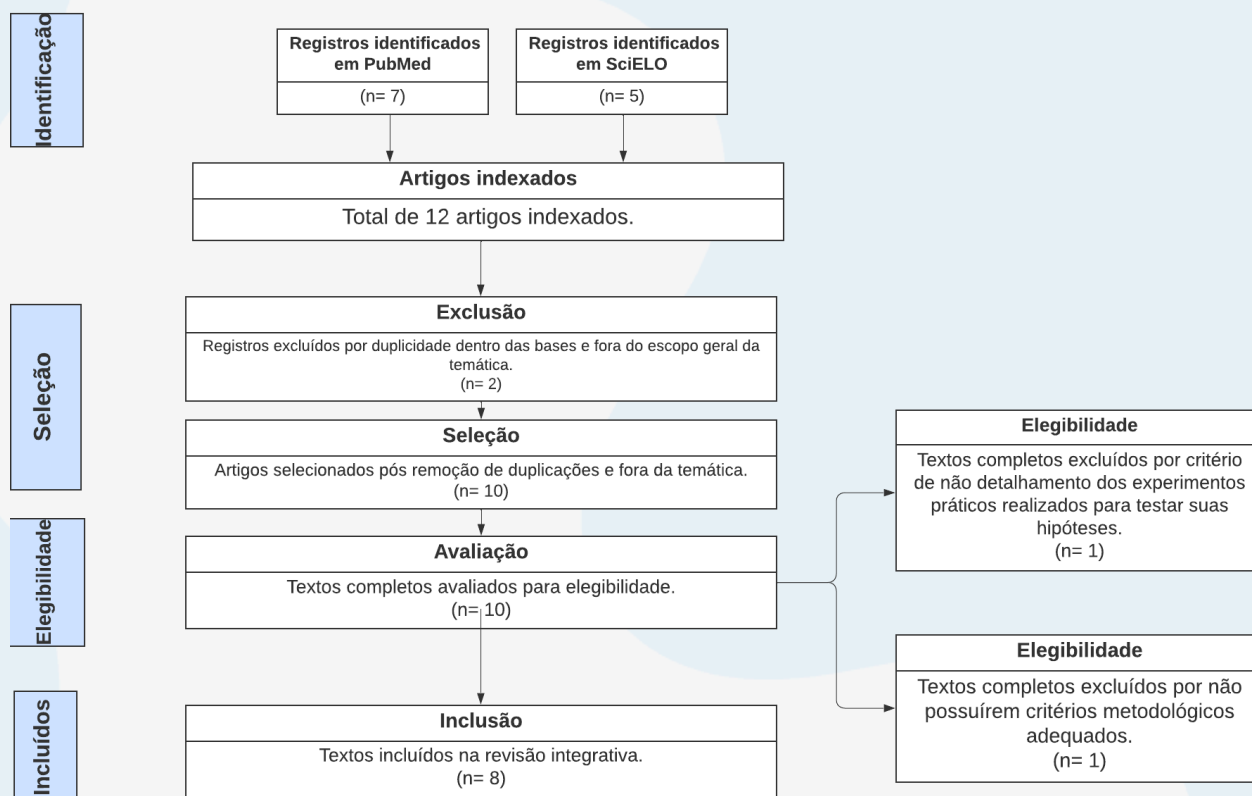 Identificação
Registros identificados
em PubMed
(n= 7)
Registros identificados
em SciELO
(n= 5)
Artigos indexados
Total de 12 artigos indexados.
Seleção
Exclusão
Registros excluídos por duplicidade dentro das bases e fora do escopo geral da
temática.
(n= 2)
Seleção
Artigos selecionados pós remoção de duplicações e fora da temática.
(n= 10)
Elegibilidade
Avaliação
Textos completos avaliados para elegibilidade.
(n= 10)
Elegibilidade
Textos completos excluídos por critério
de não detalhamento dos experimentos
práticos realizados para testar suas
hipóteses.
(n= 1)
Elegibilidade
Textos completos excluídos por não
possuírem critérios metodológicos
adequados.
(n= 1)
Incluídos
Inclusão
Textos incluídos na revisão integrativa.
(n= 8)